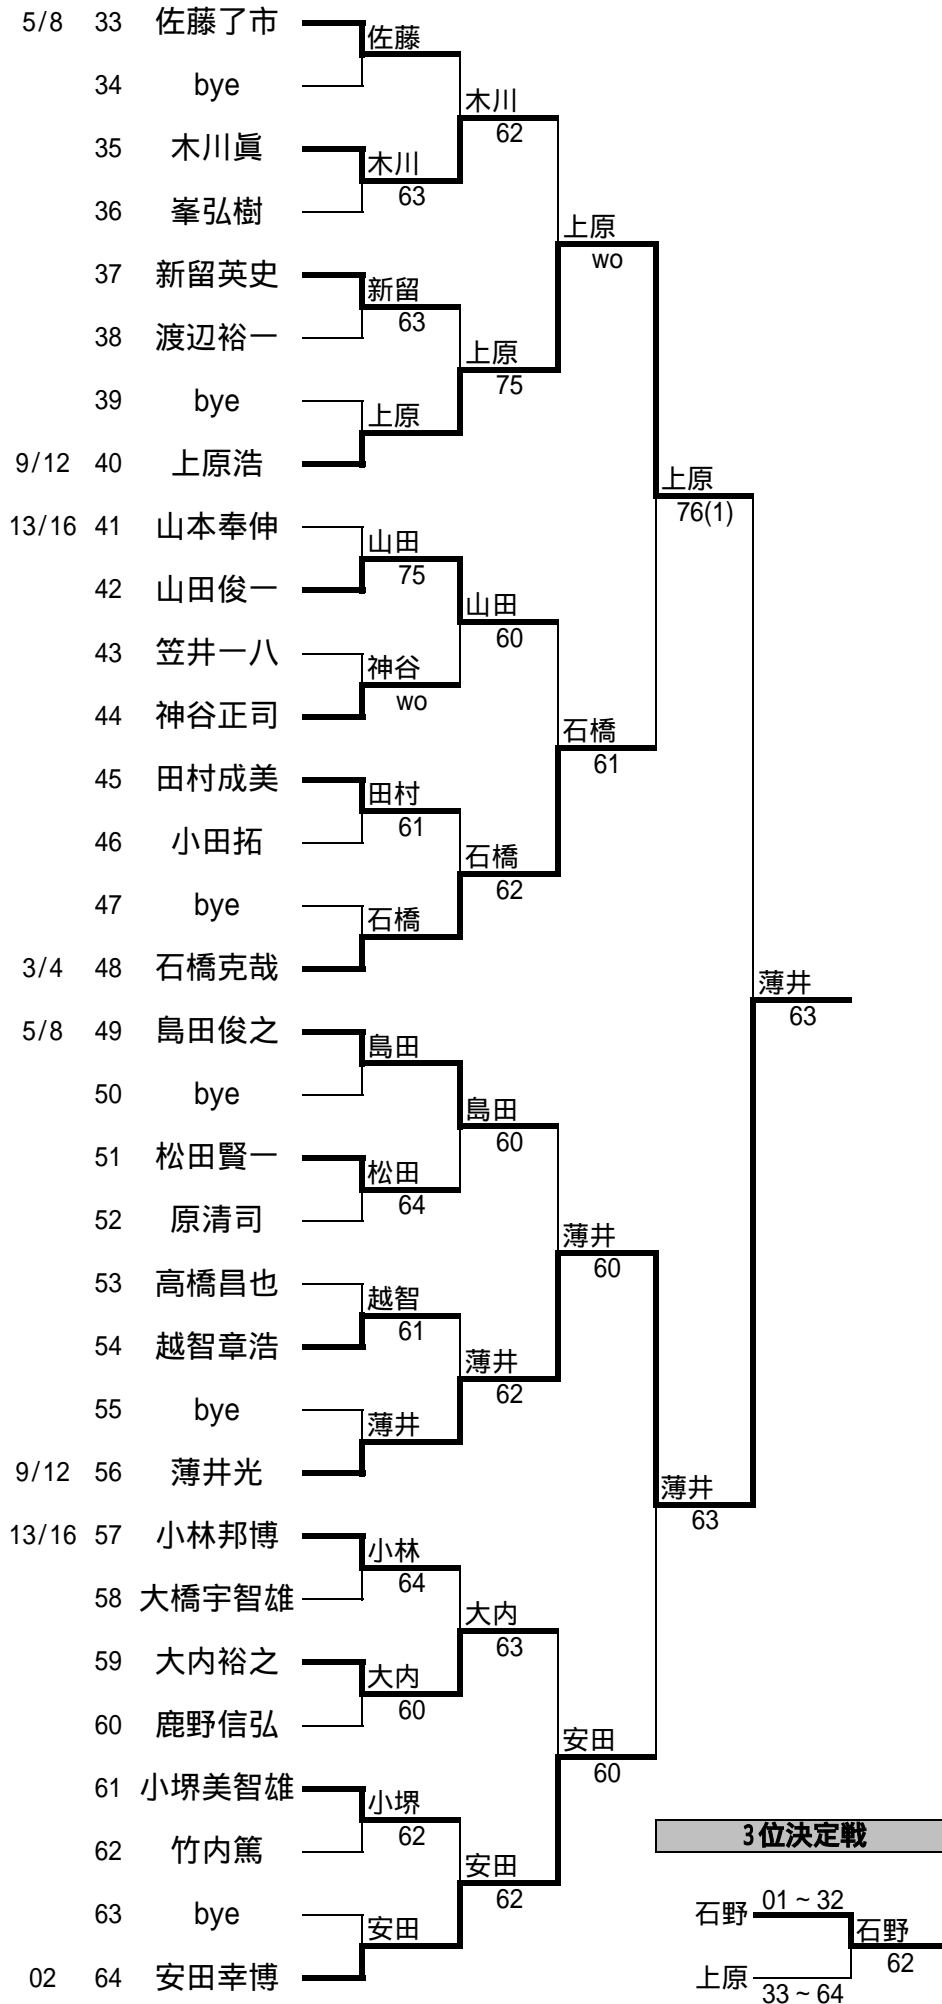 5/8 33 佐藤了市
佐藤
34 bye
木川
62
35 木川眞
木川
63
36 峯弘樹
上原
wo
37 新留英史
新留
63
38 渡辺裕一
上原
75
39 bye
上原
9/12 40 上原浩
上原
76(1)
13/16 41 山本奉伸
山田
75
42 山田俊一
山田
60
43 笠井一八
神谷
wo
44 神谷正司
石橋
61
45 田村成美
田村
61
46 小田拓
石橋
62
47 bye
石橋
3/4 48 石橋克哉
薄井
63
5/8 49 島田俊之
島田
50 bye
島田
60
51 松田賢一
松田
64
52 原清司
薄井
60
53 高橋昌也
越智
61
54 越智章浩
薄井
62
55 bye
薄井
9/12 56 薄井光
薄井
63
13/16 57 小林邦博
小林
64
58 大橋宇智雄
大内
63
59 大内裕之
大内
60
60 鹿野信弘
安田
60
61 小堺美智雄
小堺
62
62 竹内篤
安田
62
63 bye
安田
02 64 安田幸博
3位決定戦
石野 01 ~ 32
石野
62
上原 33 ~ 64